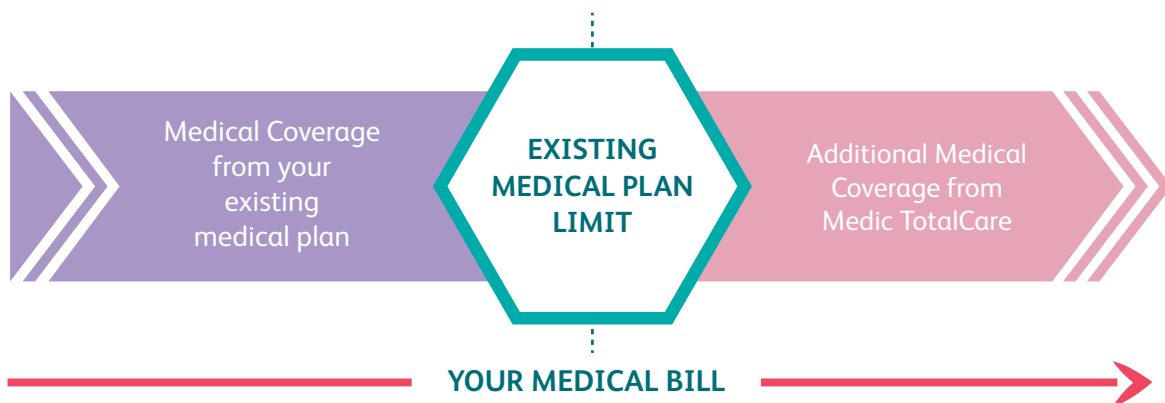 Medical Coverage
from your
existing
medical plan
EXISTING
MEDICAL PLAN
LIMIT
Additional Medical
Coverage from
Medic TotalCare
YOUR MEDICAL BILL